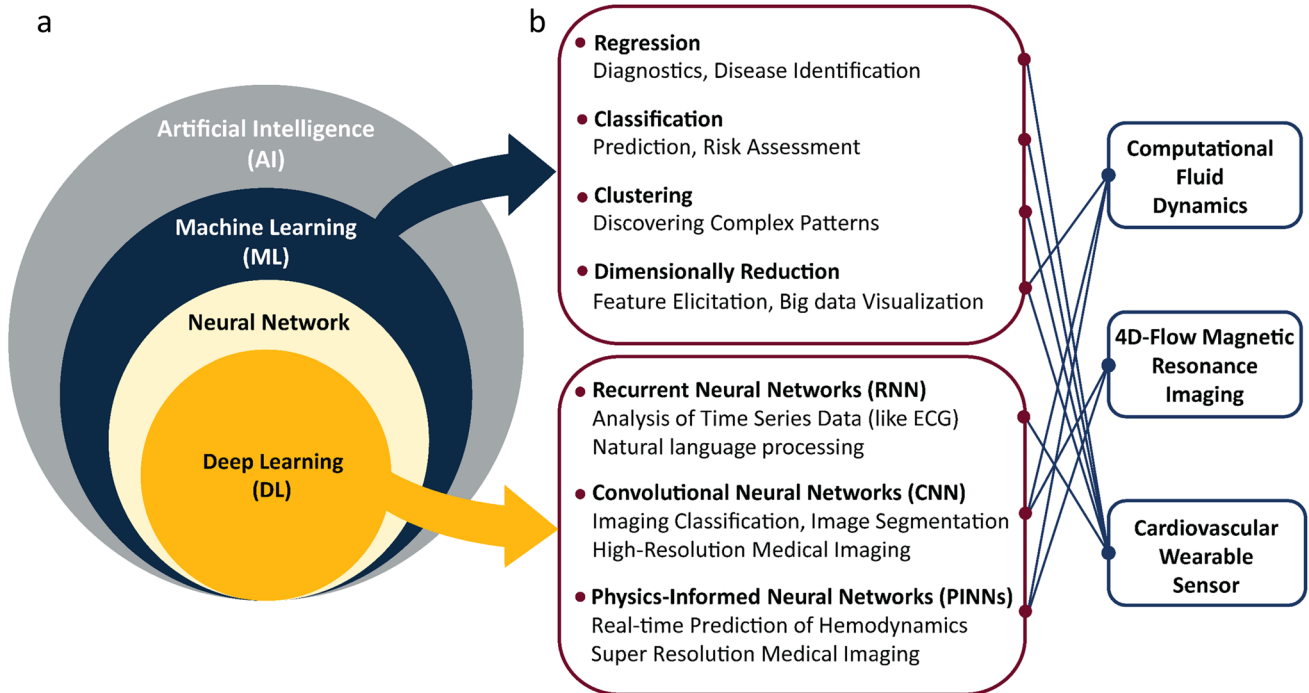 a
Artificial Intelligence
(AI)
Machine Learning
(ML)
Neural Network
Deep Learning
(DL)
b
Regression
Diagnostics, Disease Identification
Classification
Prediction, Risk Assessment
Clustering
Discovering Complex Patterns
Dimensionally Reduction
Feature Elicitation, Big data Visualization
Recurrent Neural Networks (RNN)
Analysis of Time Series Data (like ECG)
Natural language processing
Convolutional Neural Networks (CNN)
Imaging Classification, Image Segmentation
High-Resolution Medical Imaging
Physics-Informed Neural Networks (PINNs)
Real-time Prediction of Hemodynamics
Super Resolution Medical Imaging
Computational
Fluid
Dynamics
4D-Flow Magnetic
Resonance
Imaging
Cardiovascular
Wearable
Sensor